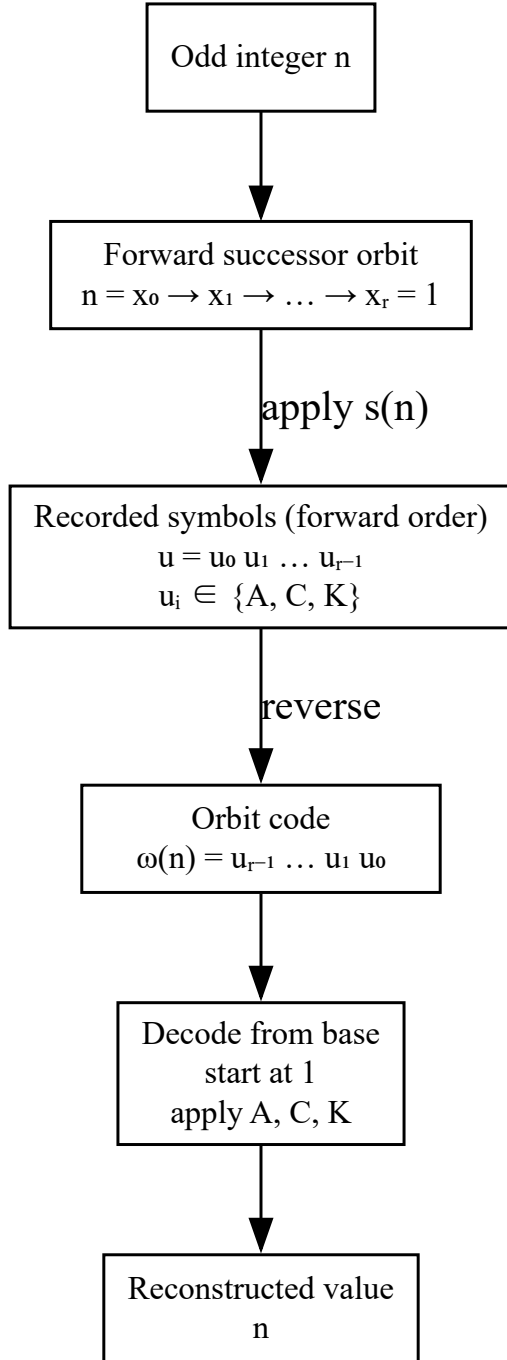 Odd integer n
Forward successor orbit
n = x₀ → x₁ → … → xᵣ = 1
apply s(n)
Recorded symbols (forward order)
u = u₀ u₁ … uᵣ₋₁
uᵢ ∈ {A, C, K}
reverse
Orbit code
ω(n) = uᵣ₋₁ … u₁ u₀
Decode from base
start at 1
apply A, C, K
Reconstructed value
n